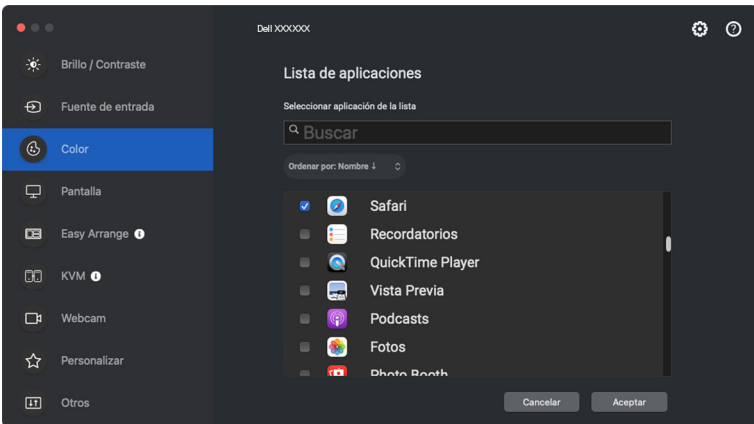 Dell XXXXXX
Brillo / Contraste
Fuente de entrada
Color
Pantalla
Easy Arrange
KVM
Webcam
Personalizar
Otros
Lista de aplicaciones
Seleccionar aplicación de la lista
Buscar
Ordenar por: Nombre ↓
Safari
Recordatorios
QuickTime Player
Vista Previa
Podcasts
Fotos
Photo Booth
Cancelar
Aceptar